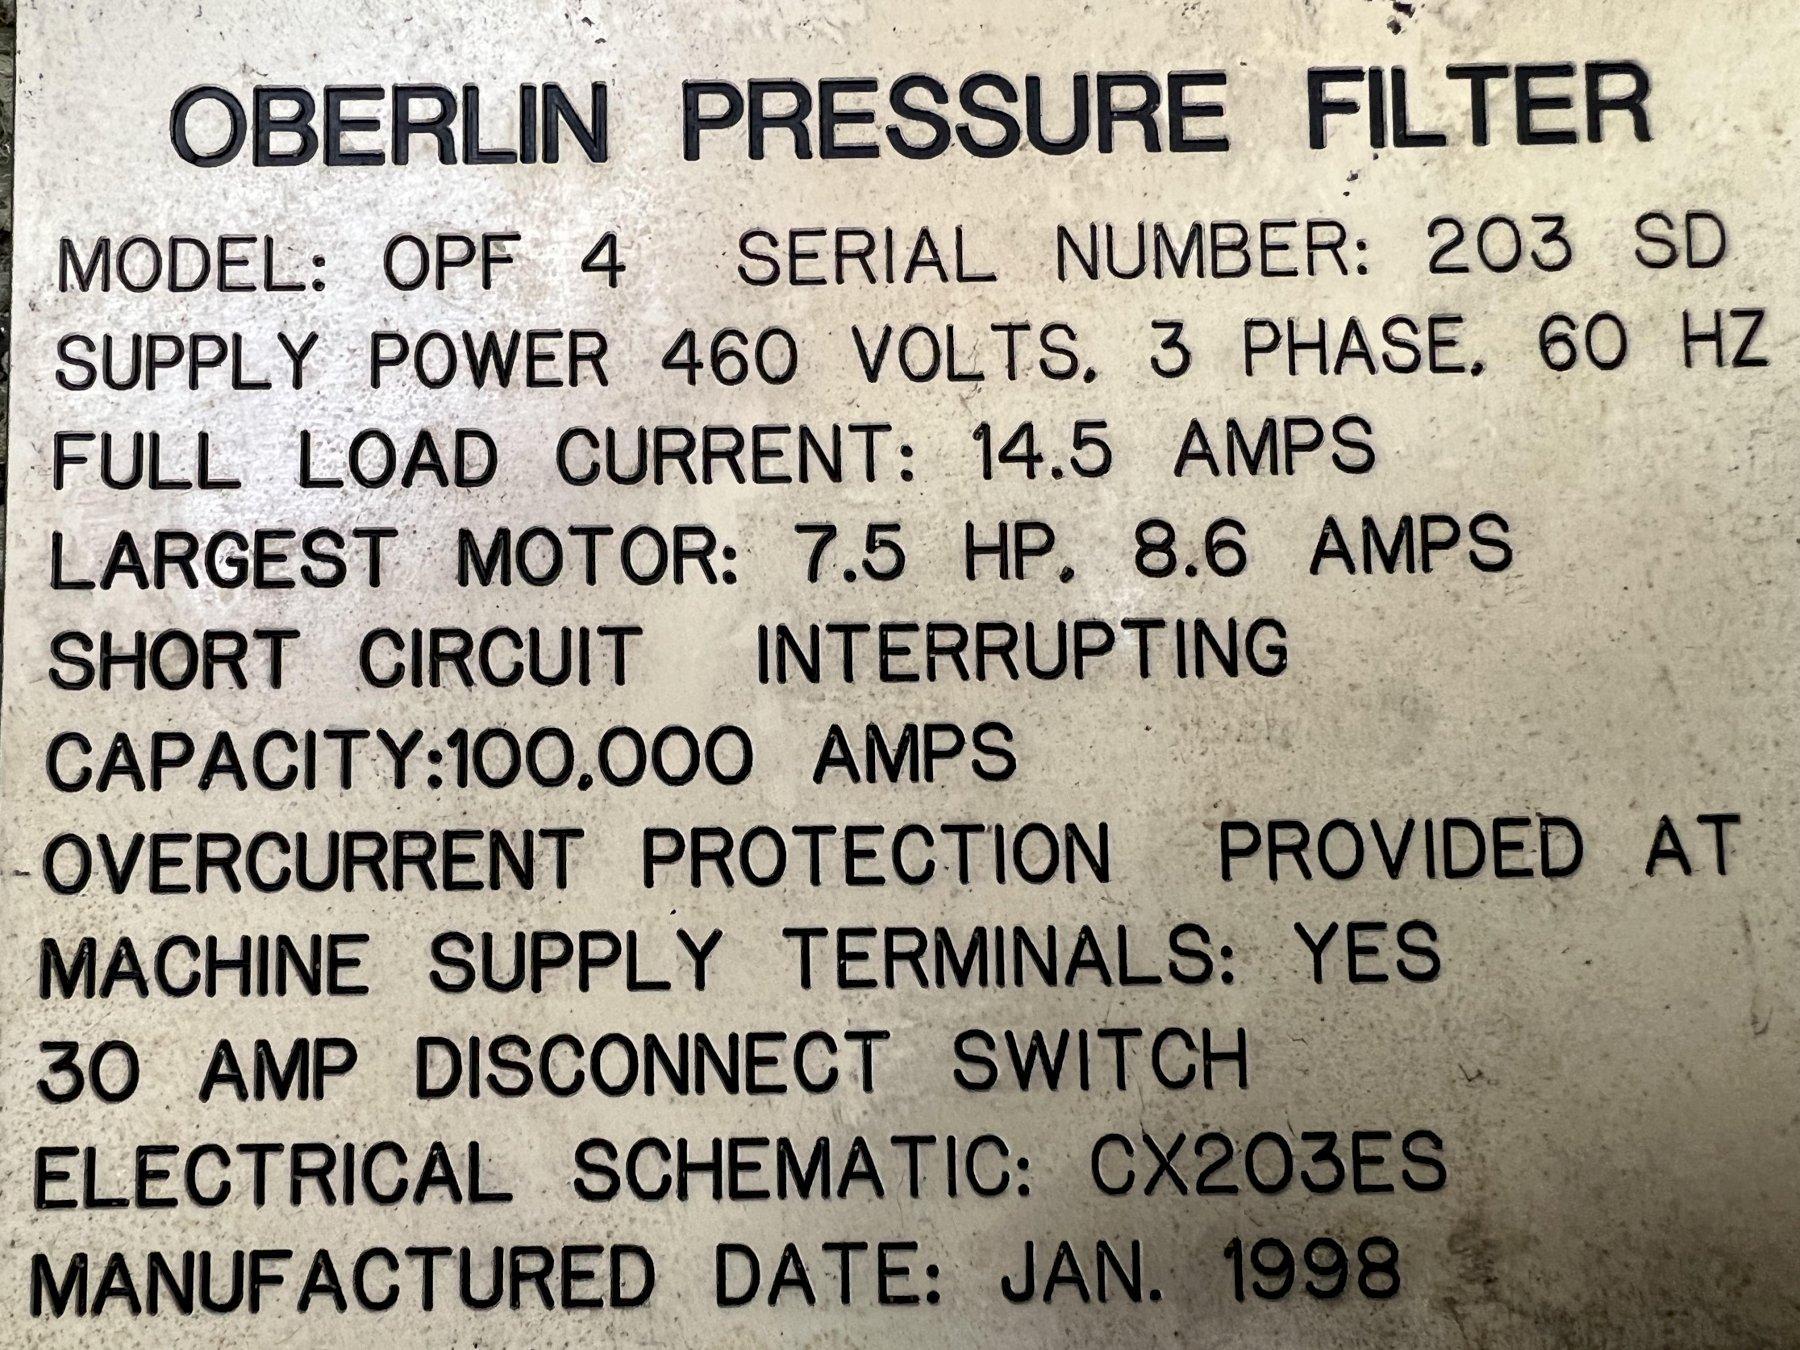 OBERLIN PRESSURE FILTER
MODEL: OPF 4 SERIAL NUMBER: 203 SD
SUPPLY POWER 460 VOLTS, 3 PHASE, 60 HZ
FULL LOAD CURRENT: 14.5 AMPS
LARGEST MOTOR: 7.5 HP, 8.6 AMPS
SHORT CIRCUIT INTERRUPTING
CAPACITY:100,000 AMPS
OVERCURRENT PROTECTION PROVIDED AT
MACHINE SUPPLY TERMINALS: YES
30 AMP DISCONNECT SWITCH
ELECTRICAL SCHEMATIC: CX203ES
MANUFACTURED DATE: JAN. 1998